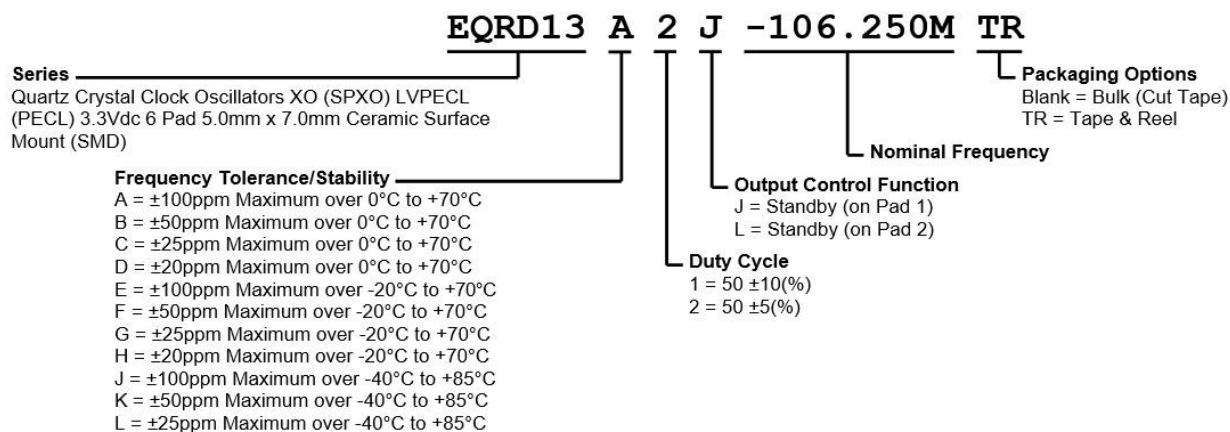 EQRD13 A 2 J -106.250M TR
Series
Quartz Crystal Clock Oscillators XO (SPXO) LVPECL
(PECL) 3.3Vdc 6 Pad 5.0mm x 7.0mm Ceramic Surface
Mount (SMD)
Packaging Options
Blank = Bulk (Cut Tape)
TR = Tape & Reel
Nominal Frequency
Frequency Tolerance/Stability
A = ±100ppm Maximum over 0°C to +70°C
B = ±50ppm Maximum over 0°C to +70°C
C = ±25ppm Maximum over 0°C to +70°C
D = ±20ppm Maximum over 0°C to +70°C
E = ±100ppm Maximum over -20°C to +70°C
F = ±50ppm Maximum over -20°C to +70°C
G = ±25ppm Maximum over -20°C to +70°C
H = ±20ppm Maximum over -20°C to +70°C
J = ±100ppm Maximum over -40°C to +85°C
K = ±50ppm Maximum over -40°C to +85°C
L = ±25ppm Maximum over -40°C to +85°C
Output Control Function
J = Standby (on Pad 1)
L = Standby (on Pad 2)
Duty Cycle
1 = 50 ±10(%)
2 = 50 ±5(%)